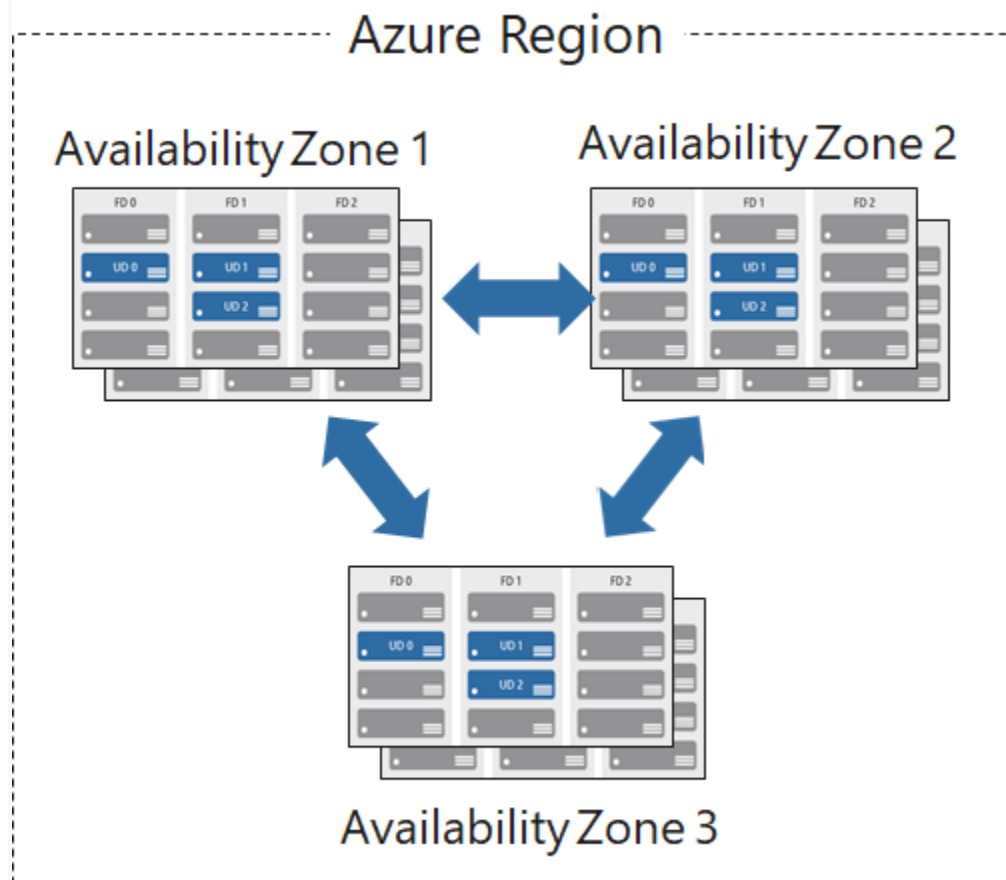 Azure Region
Availability Zone 1
FD 0 FD 1 FD 2
UD 0 UD 1
UD 2
Availability Zone 2
FD 0 FD 1 FD 2
UD 0 UD 1
UD 2
FD 0 FD 1 FD 2
UD 0 UD 1
UD 2
Availability Zone 3